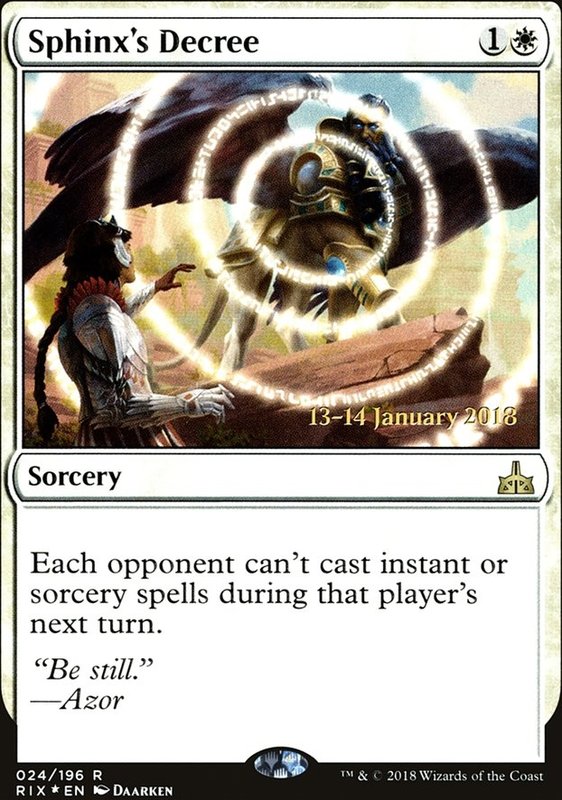 Sphinx's Decree 1
13–14 January 2018
Sorcery
Each opponent can't cast instant or
sorcery spells during that player's
next turn.
“Be still.”
—Azor
024/196 R
RIX★EN Daarken
™ & © 2018 Wizards of the Coast